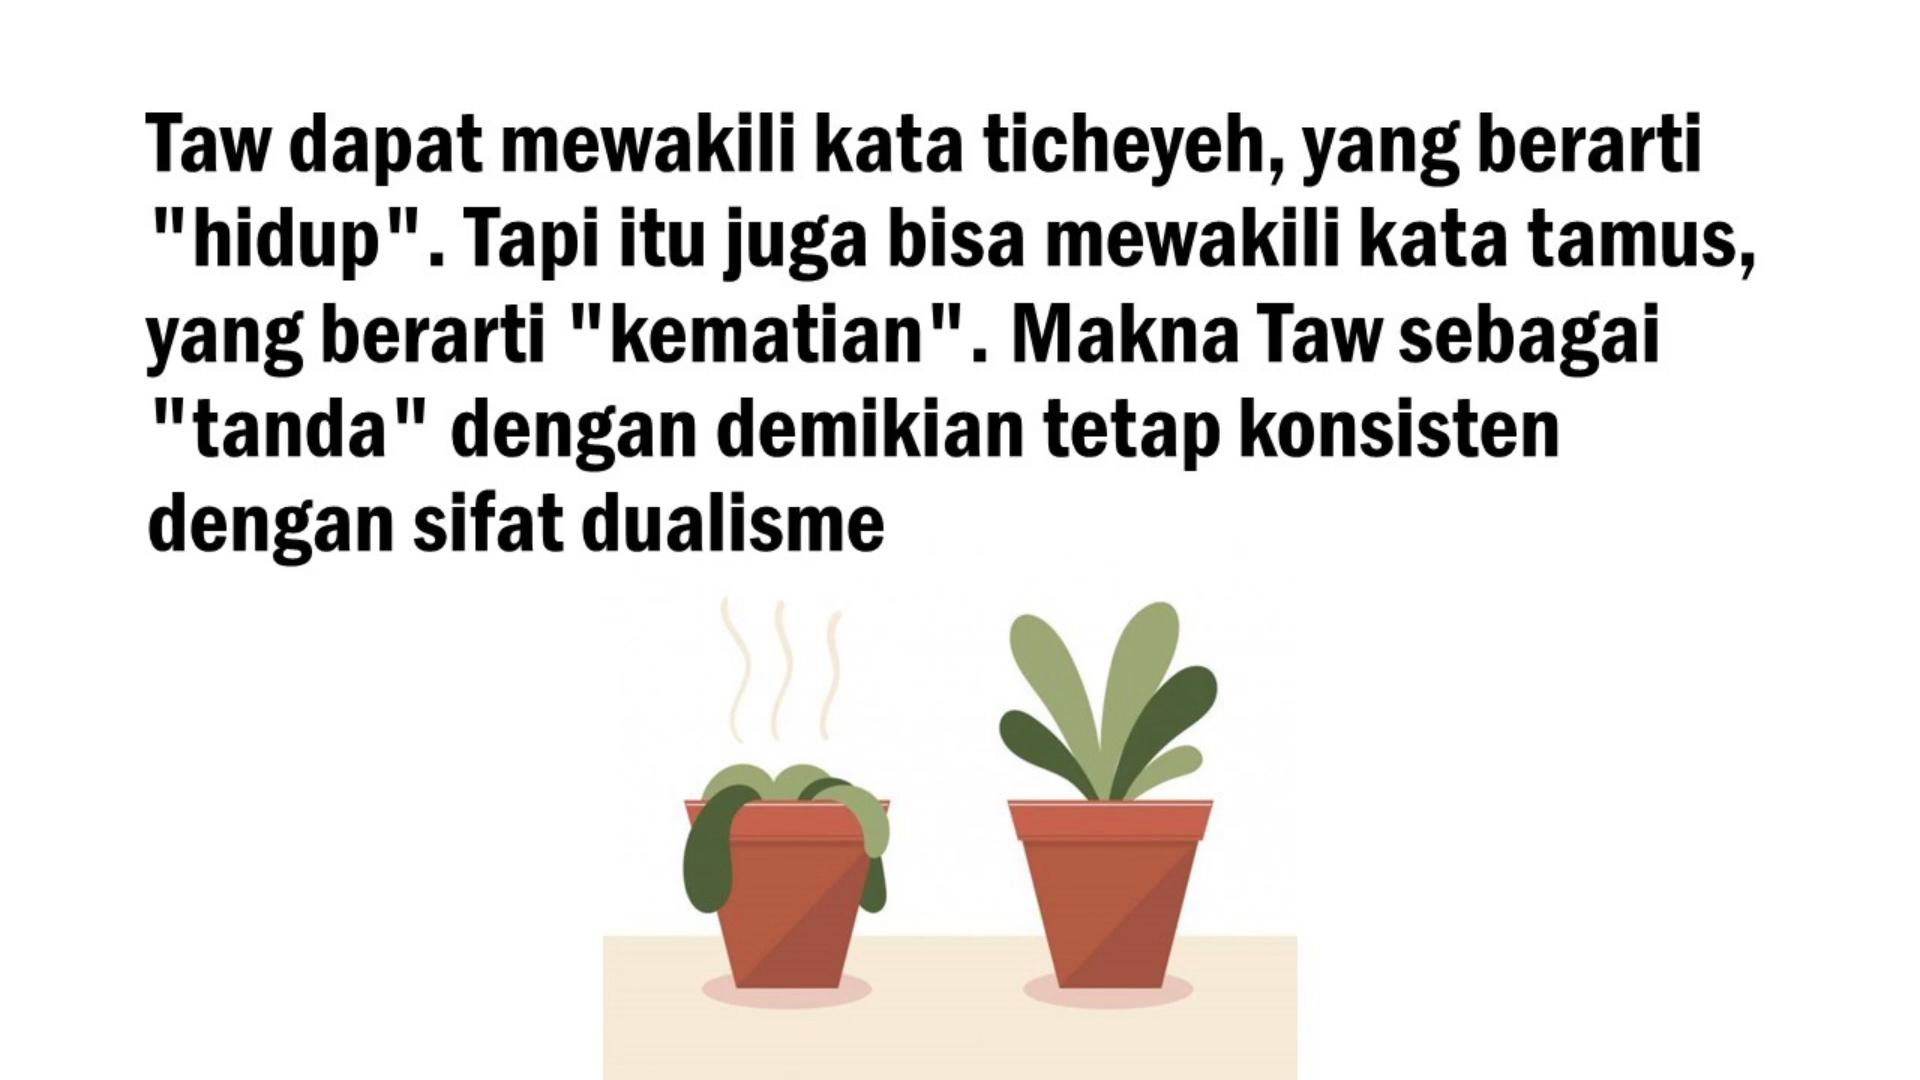 Taw dapat mewakili kata ticheyeh, yang berarti
"hidup". Tapi itu juga bisa mewakili kata tamus,
yang berarti "kematian". Makna Taw sebagai
"tanda" dengan demikian tetap konsisten
dengan sifat dualisme